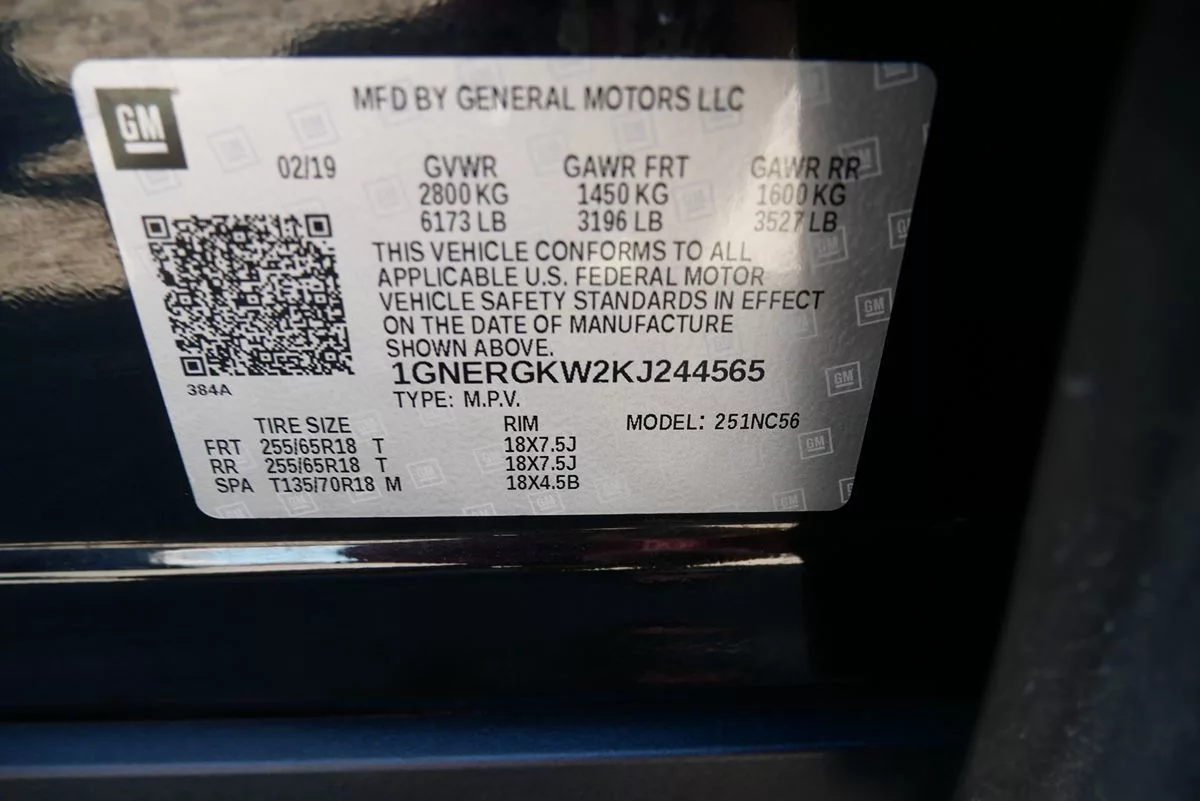 GM
MFD BY GENERAL MOTORS LLC
02/19 GVWR GAWR FRT GAWR RR
2800 KG 1450 KG 1600 KG
6173 LB 3196 LB 3527 LB
THIS VEHICLE CONFORMS TO ALL
APPLICABLE U.S. FEDERAL MOTOR
VEHICLE SAFETY STANDARDS IN EFFECT
ON THE DATE OF MANUFACTURE
SHOWN ABOVE.
384A
1GNERGKW2KJ244565
TYPE: M.P.V.
TIRE SIZE RIM MODEL: 251NC56
FRT 255/65R18 T 18X7.5J
RR 255/65R18 T 18X7.5J
SPA T135/70R18 M 18X4.5B